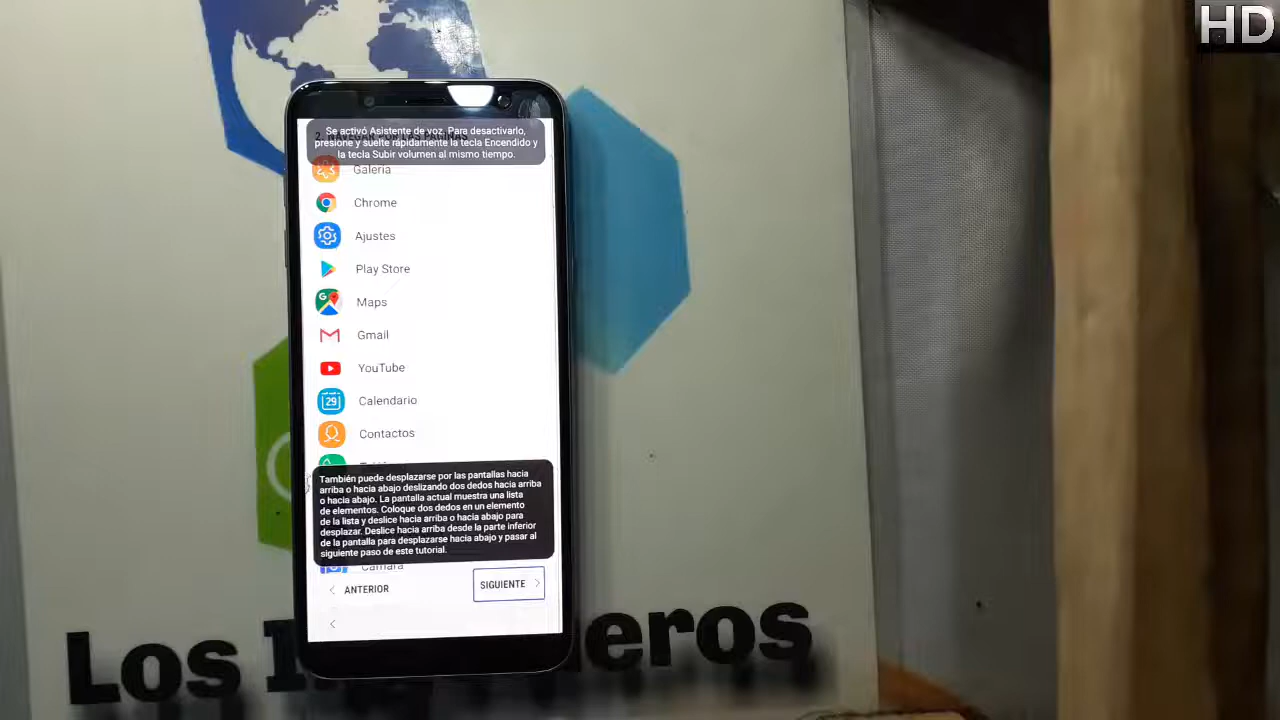 HD
Se activó Asistente de voz. Para desactivarlo,
presione y suelte rápidamente la tecla Encendido y
la tecla Subir volumen al mismo tiempo.
Galería
Chrome
Ajustes
Play Store
Maps
Gmail
YouTube
29
Calendario
Contactos
También puede desplazarse por las pantallas hacia
arriba o hacia abajo deslizando dos dedos hacia arriba
o hacia abajo. La pantalla actual muestra una lista
de elementos. Coloque dos dedos en un elemento
de la lista y deslice hacia arriba o hacia abajo para
desplazar. Deslice hacia arriba desde la parte inferior
de la pantalla para desplazarse hacia abajo y pasar al
siguiente paso de este tutorial.
Cámara
ANTERIOR
SIGUIENTE
Los